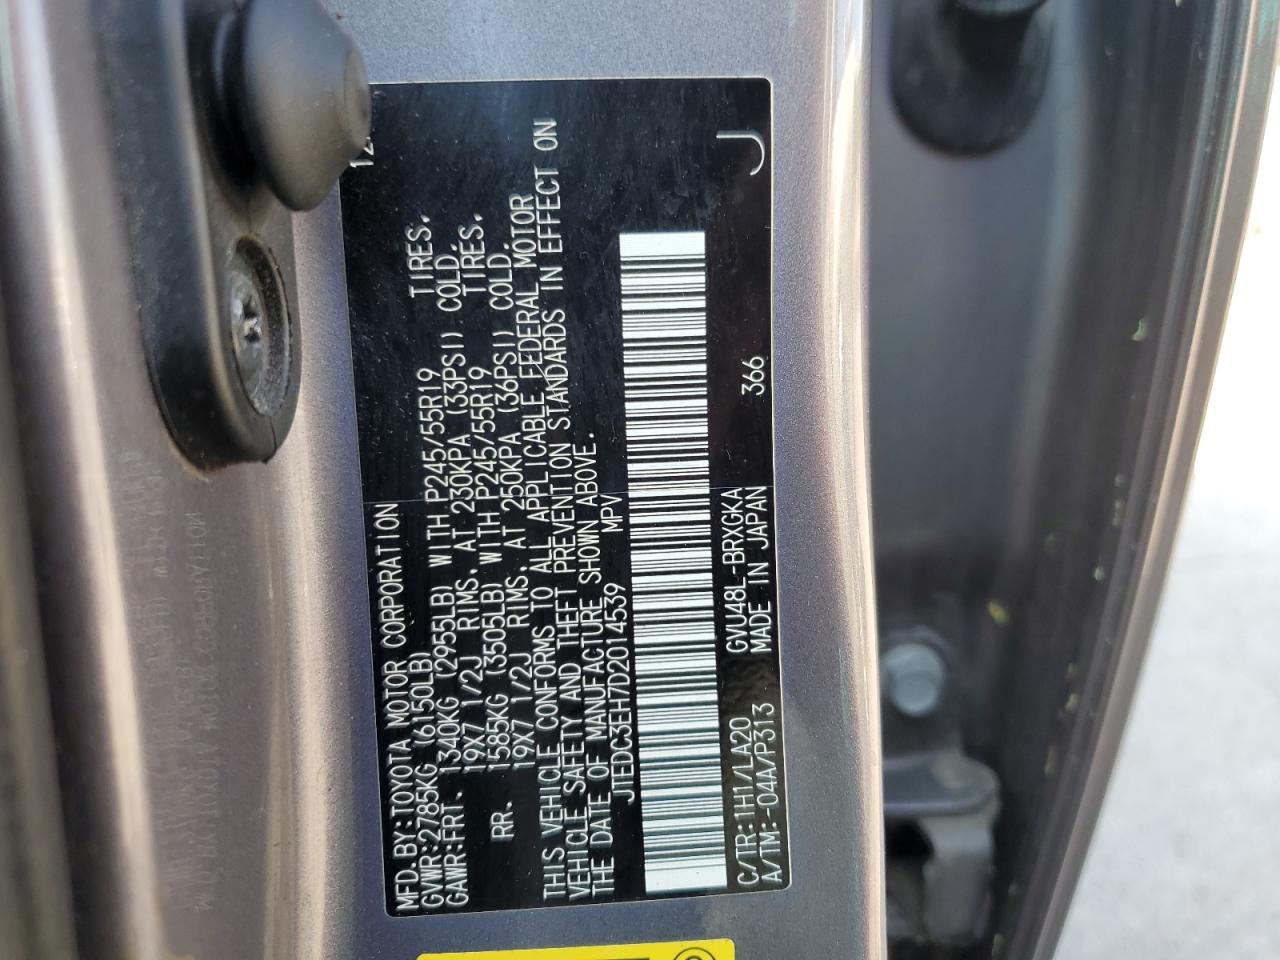 MFD.BY:TOYOTA MOTOR CORPORATION
GVWR:2785KG (6150LB)
GAWR:FRT. 1340KG (2955LB) WITH P245/55R19 TIRES,
19X7 1/2J RIMS, AT 230KPA (33PSI) COLD.
RR. 1585KG (3505LB) WITH P245/55R19 TIRES,
19X7 1/2J RIMS, AT 250KPA (36PSI) COLD.
THIS VEHICLE CONFORMS TO ALL APPLICABLE FEDERAL MOTOR
VEHICLE SAFETY AND THEFT PREVENTION STANDARDS IN EFFECT ON
THE DATE OF MANUFACTURE SHOWN ABOVE.
JTEDC3EH7D2014539 MPV
C/TR:1H1/LA20 GVU48L-BRXGKA
A/TM:-04A/P313 MADE IN JAPAN 366 J